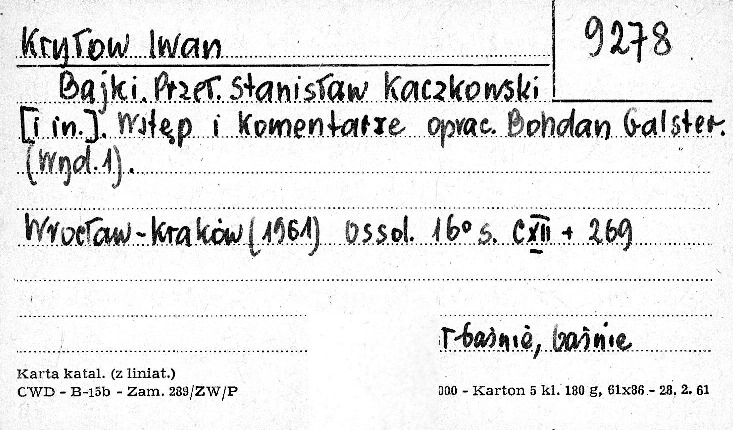 Kryłow Iwan
9278
Bajki. Przeł. Stanisław Kaczkowski
[i in.]. Wstęp i komentarze oprac. Bohdan Galster.
(Wyd. 1).
Wrocław-Kraków (1961) Ossol. 16° s. CXII + 269
r baśnie, baśnie
Karta katal. (z liniat.)
CWD - B-15b - Zam. 289/ZW/P
000 - Karton 5 kl. 180 g, 61x86 - 28. 2. 61